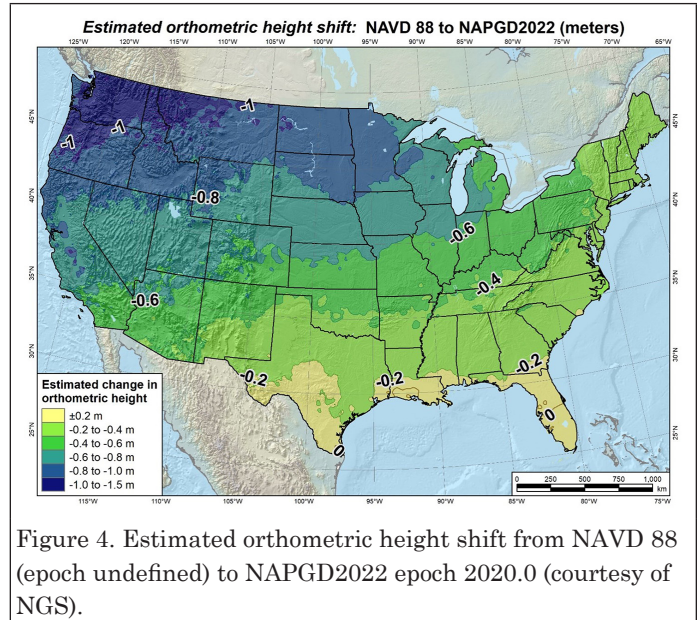 Estimated orthometric height shift: NAVD 88 to NAPGD2022 (meters)
125°W 120°W 115°W 110°W 105°W 100°W 95°W 90°W 85°W 80°W 75°W 70°W 65°W
45°N
45°N
40°N
40°N
35°N
35°N
30°N
30°N
25°N
25°N
-1
-1
-1
-0.8
-0.6
-0.6
-0.4
-0.2
-0.2
-0.2
0
0
Estimated change in
orthometric height
±0.2 m
-0.2 to -0.4 m
-0.4 to -0.6 m
-0.6 to -0.8 m
-0.8 to -1.0 m
-1.0 to -1.5 m
0 250 500 750 1,000
km
115°W 110°W 105°W 100°W 95°W 90°W 85°W 80°W 75°W
Figure 4. Estimated orthometric height shift from NAVD 88
(epoch undefined) to NAPGD2022 epoch 2020.0 (courtesy of
NGS).